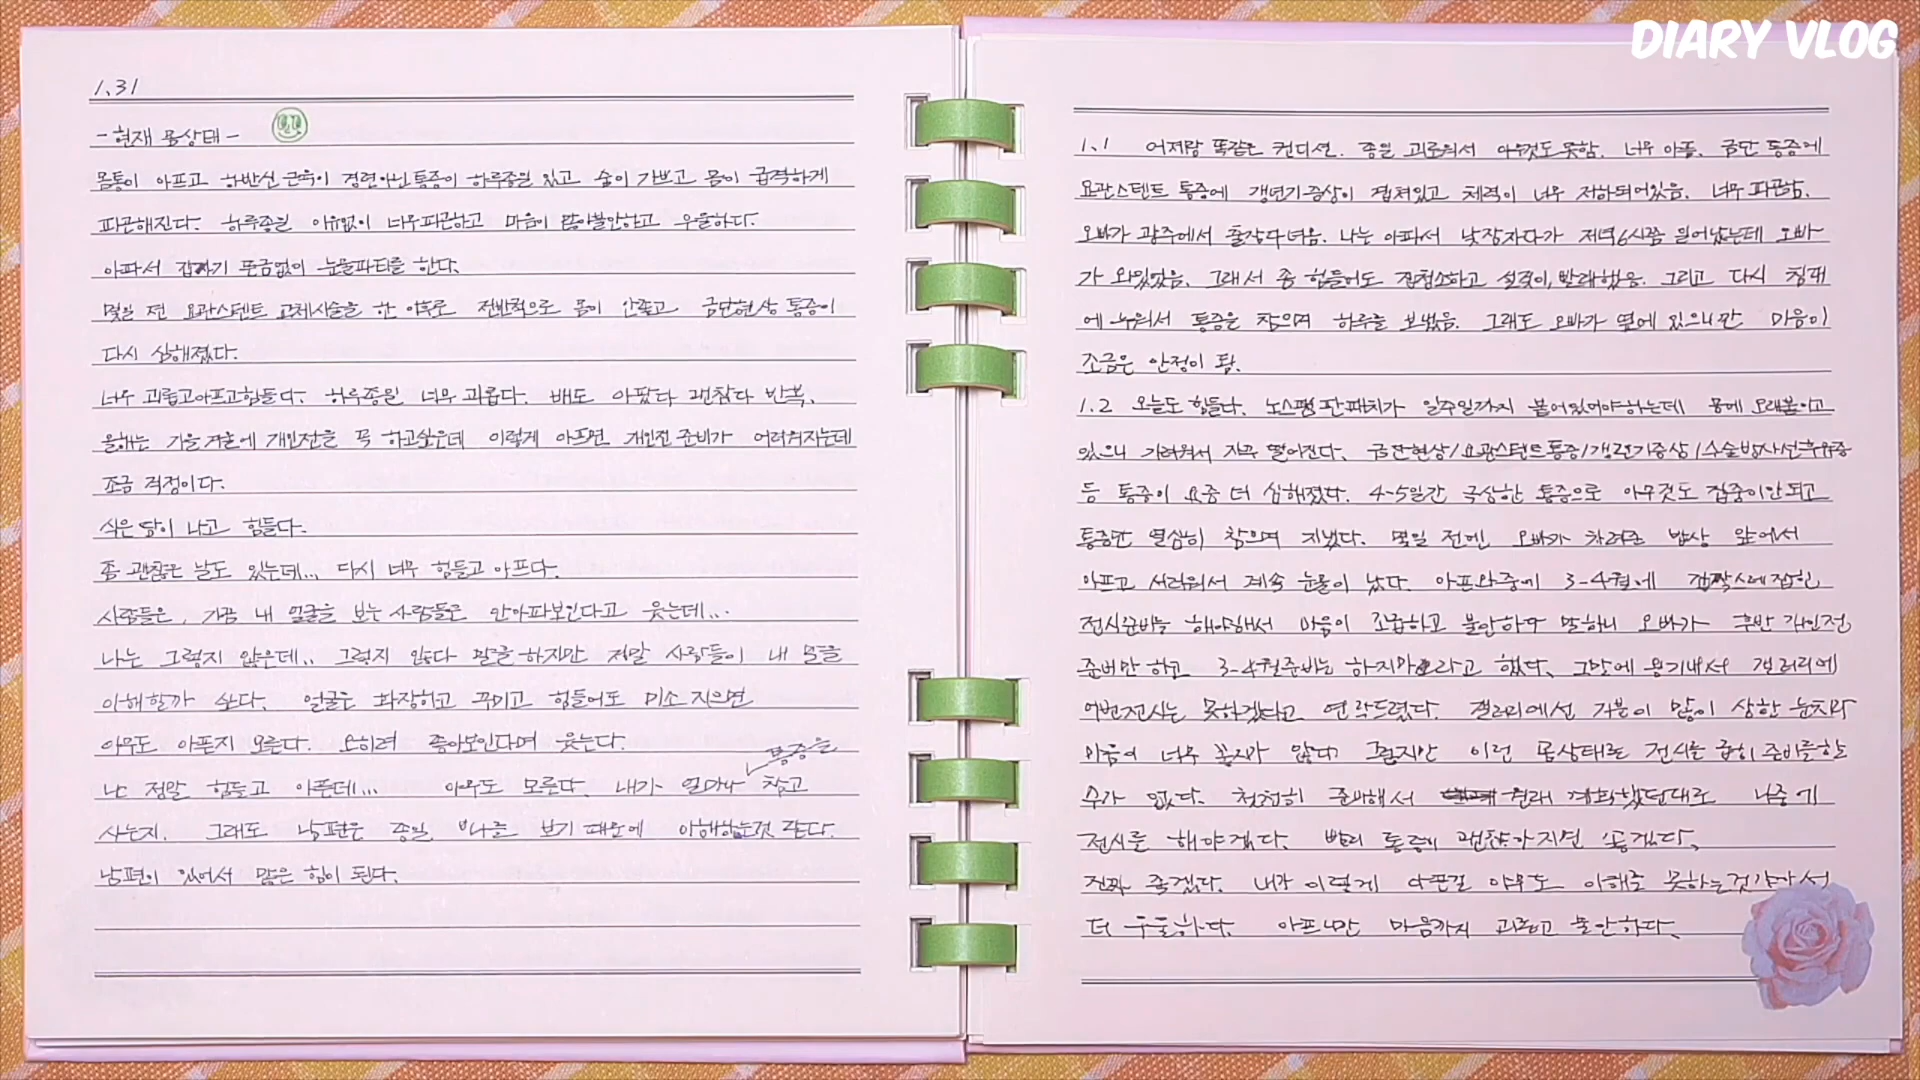 DIARY VLOG
1.31
- 현재 몸상태 -
몸통이 아프고 하반신 근육이 경련아닌통증이 하루종일 있고 숨이 가쁘고 몸이 급격하게
피곤해진다. 하루종일 이유없이 너무피곤하고 마음이 많이불안하고 우울하다.
아파서 갑자기 뜬금없이 눈물파티를 한다.
몇일 전 요관스텐트 교체시술을 한 이후로 전반적으로 몸이 안좋고 금단현상 통증이
다시 심해졌다.
너무 괴롭고아프고힘들다. 하루종일 너무 괴롭다. 배도 아팠다 괜찮다 반복.
올해는 가을겨울에 개인전을 꼭 하고싶은데 이렇게 아프면 개인전 준비가 어려워지는데
조금 걱정이다.
식은땀이 나고 힘들다.
좀 괜찮은 날도 있는데... 다시 너무 힘들고 아프다.
사람들은, 가끔 내 얼굴을 보는 사람들은 안아파보인다고 웃는데...
나는 그렇지 않은데.. 그렇지 않다 말을하지만 정말 사람들이 내 말을
이해할까 싶다. 얼굴은 화장하고 꾸미고 힘들어도 미소 지으면
아무도 아픈지 모른다. 오히려 좋아보인다며 웃는다.
난 정말 힘들고 아픈데... 아무도 모른다. 내가 얼마나 통증을 참고
사는지. 그래도 남편은 종일 나를 보기 때문에 이해하는것 같다.
남편이 있어서 많은 힘이 된다.
1.1 어제랑 똑같은 컨디션. 종일 괴로워서 아무것도 못함. 너무 아픔. 금단 통증에
요관스텐트 통증에 갱년기증상이 겹쳐있고 체력이 너무 저하되어있음. 너무 피곤함.
오빠가 광주에서 출장다녀옴. 나는 아파서 낮잠자다가 저녁6시쯤 일어났는데 오빠
가 와있었음. 그래서 좀 힘들어도 집청소하고 설거지, 빨래했음. 그리고 다시 침대
에 누워서 통증을 참으며 하루를 보냈음. 그래도 오빠가 옆에 있으니깐 마음이
조금은 안정이 됨.
1.2 오늘도 힘들다. 노스팬 판패치가 일주일까지 붙어있어야하는데 몸에 오래붙이고
있으니 가려워서 자꾸 떨어진다. 금단현상/요관스텐트통증/갱년기증상/수술방사선후유증
등 통증이 요즘 더 심해졌다. 4-5일간 극심한 통증으로 아무것도 집중이안되고
통증만 열심히 참으며 지냈다. 몇일 전엔 오빠가 차려준 밥상 앞에서
아프고 서러워서 계속 눈물이 났다. 아픈와중에 3-4월에 갑작스레잡힌
전시준비를 해야해서 마음이 조급하고 불안하다 말하니 오빠가 후반 개인전
준비만 하고 3-4월준비는 하지마라고 했다. 그말에 용기내서 갤러리에
이번전시는 못하겠다고 연락드렸다. 갤러리에선 기분이 많이 상한 눈치라
마음이 너무 좋지가 않다 그렇지만 이런 몸상태로는 전시를 급히 준비를할
수가 없다. 천천히 준비해서 원래 계획했던대로 나중에
전시를 해야겠다. 빨리 통증이 괜찮아지면 좋겠다.
진짜 좋겠다. 내가 이렇게 아픈걸 아무도 이해를 못하는것같아서
더 우울하다. 아프니깐 마음까지 괴롭고 불안하다.